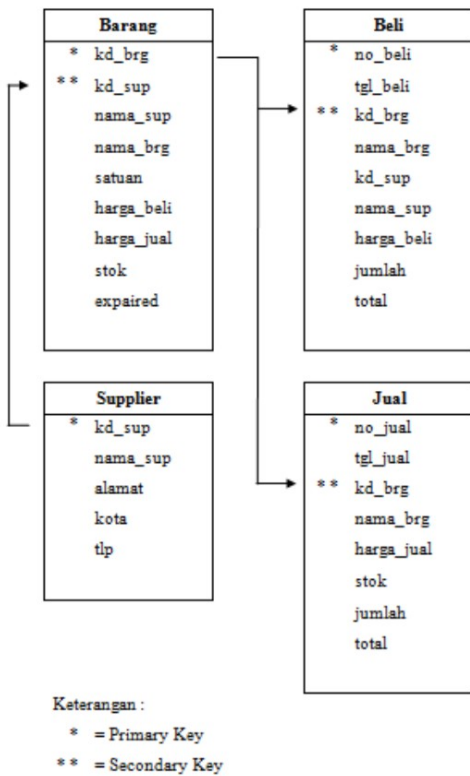 Barang
* kd_brg
* * kd_sup
nama_sup
nama_brg
satuan
harga_beli
harga_jual
stok
expaired
Beli
* no_beli
tgl_beli
* * kd_brg
nama_brg
kd_sup
nama_sup
harga_beli
jumlah
total
Supplier
* kd_sup
nama_sup
alamat
kota
tlp
Jual
* no_jual
tgl_jual
* * kd_brg
nama_brg
harga_jual
stok
jumlah
total
Keterangan :
* = Primary Key
* * = Secondary Key